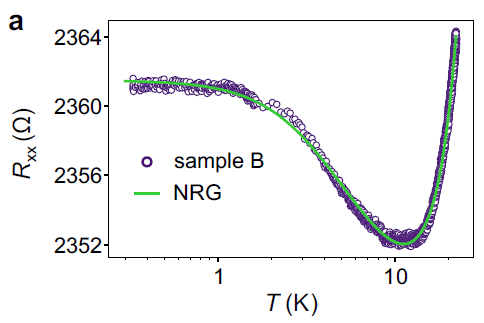 a
2364
2360
2356
2352
Rxx (Ω)
sample B
NRG
1
10
T (K)